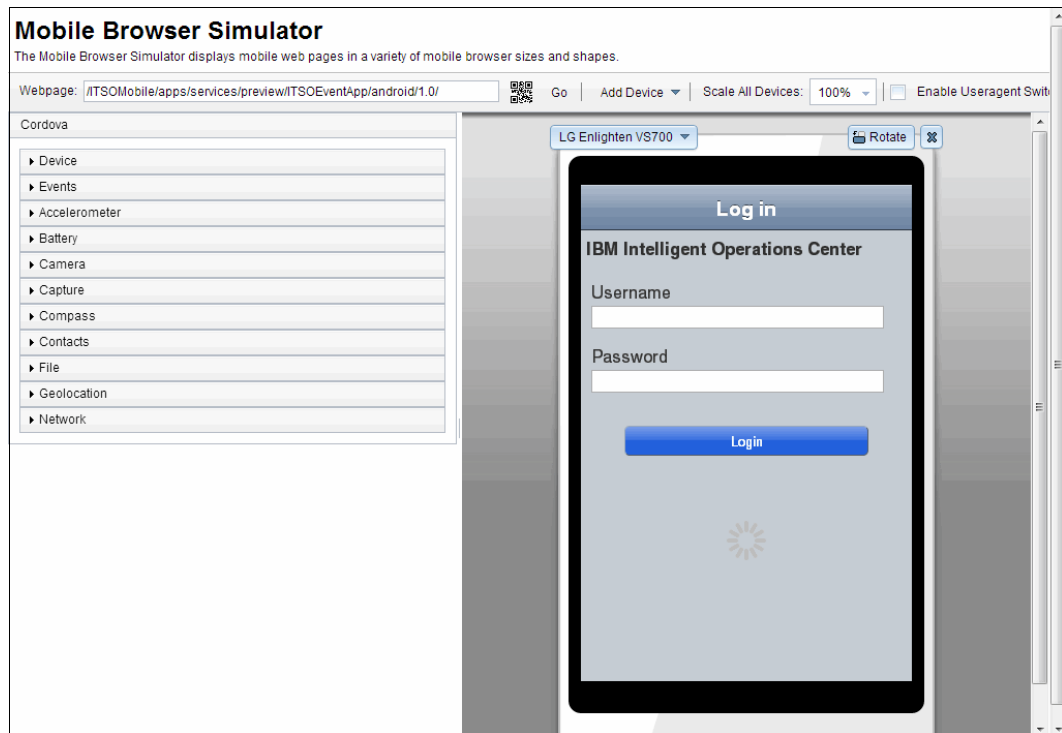 Mobile Browser Simulator
The Mobile Browser Simulator displays mobile web pages in a variety of mobile browser sizes and shapes.
Webpage: /ITSOMobile/apps/services/preview/ITSOEventApp/android/1.0/ Go Add Device Scale All Devices: 100% Enable Useragent Swit
Cordova
Device
Events
Accelerometer
Battery
Camera
Capture
Compass
Contacts
File
Geolocation
Network
LG Enlighten VS700 Rotate
Log in
IBM Intelligent Operations Center
Username
Password
Login